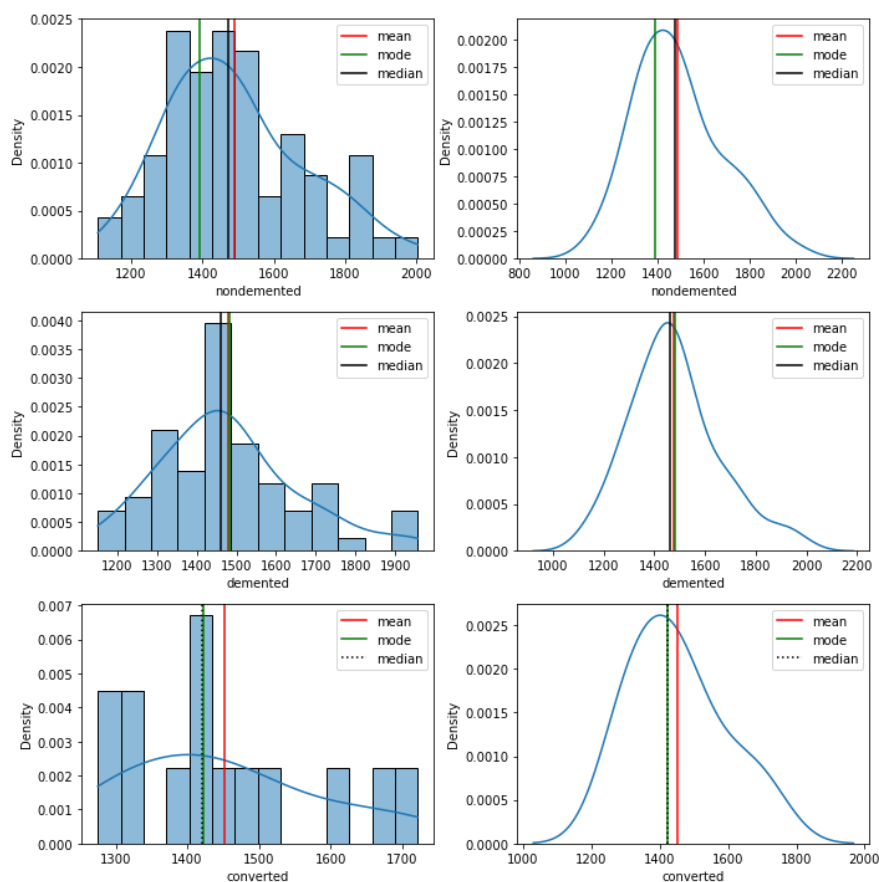 0.0025
0.0020
0.0015
0.0010
0.0005
0.0000
Density
1200 1400 1600 1800 2000
nondemented
mean
mode
median
0.00200
0.00175
0.00150
0.00125
0.00100
0.00075
0.00050
0.00025
0.00000
Density
800 1000 1200 1400 1600 1800 2000 2200
nondemented
mean
mode
median
0.0040
0.0035
0.0030
0.0025
0.0020
0.0015
0.0010
0.0005
0.0000
Density
1200 1300 1400 1500 1600 1700 1800 1900
demented
mean
mode
median
0.0025
0.0020
0.0015
0.0010
0.0005
0.0000
Density
1000 1200 1400 1600 1800 2000 2200
demented
mean
mode
median
0.007
0.006
0.005
0.004
0.003
0.002
0.001
0.000
Density
1300 1400 1500 1600 1700
converted
mean
mode
median
0.0025
0.0020
0.0015
0.0010
0.0005
0.0000
Density
1000 1200 1400 1600 1800 2000
converted
mean
mode
median